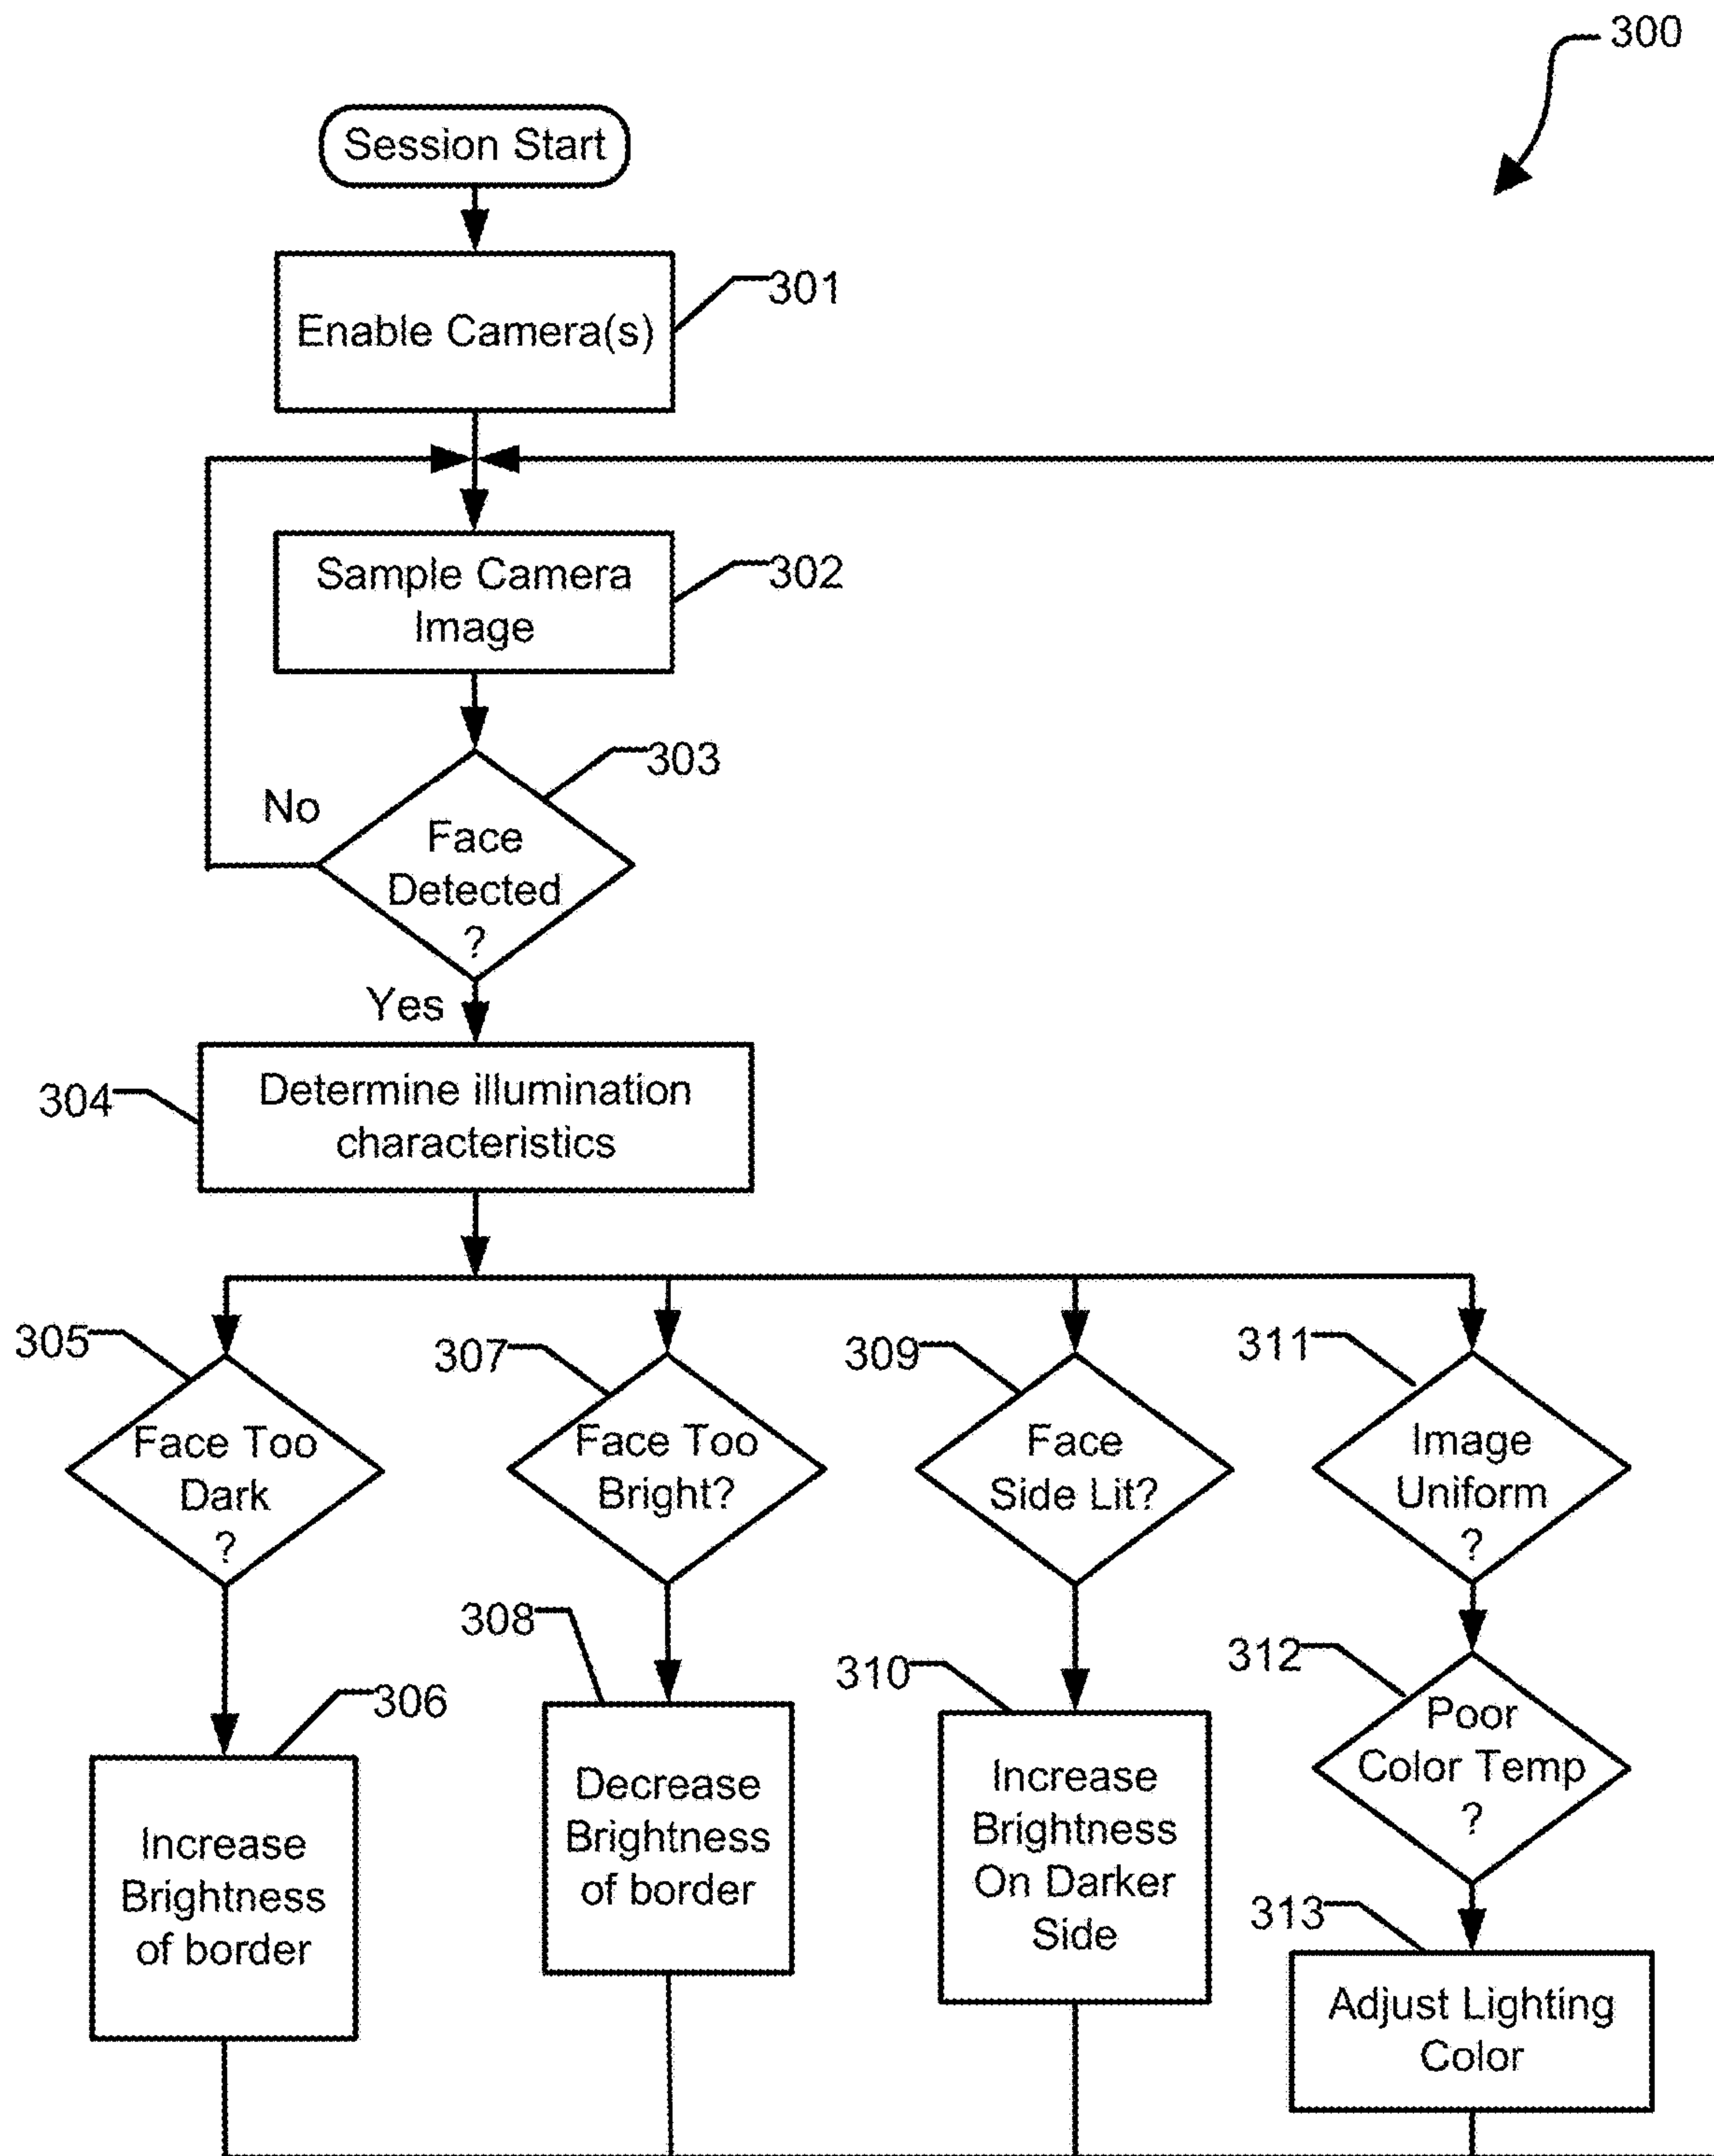 300
Session Start
Enable Camera(s)
301
Sample Camera
Image
302
303
No
Face
Detected
?
Yes
304
Determine illumination
characteristics
305
Face Too
Dark
?
307
Face Too
Bright?
309
Face
Side Lit?
311
Image
Uniform
?
306
Increase
Brightness
of border
308
Decrease
Brightness
of border
310
Increase
Brightness
On Darker
Side
312
Poor
Color Temp
?
313
Adjust Lighting
Color